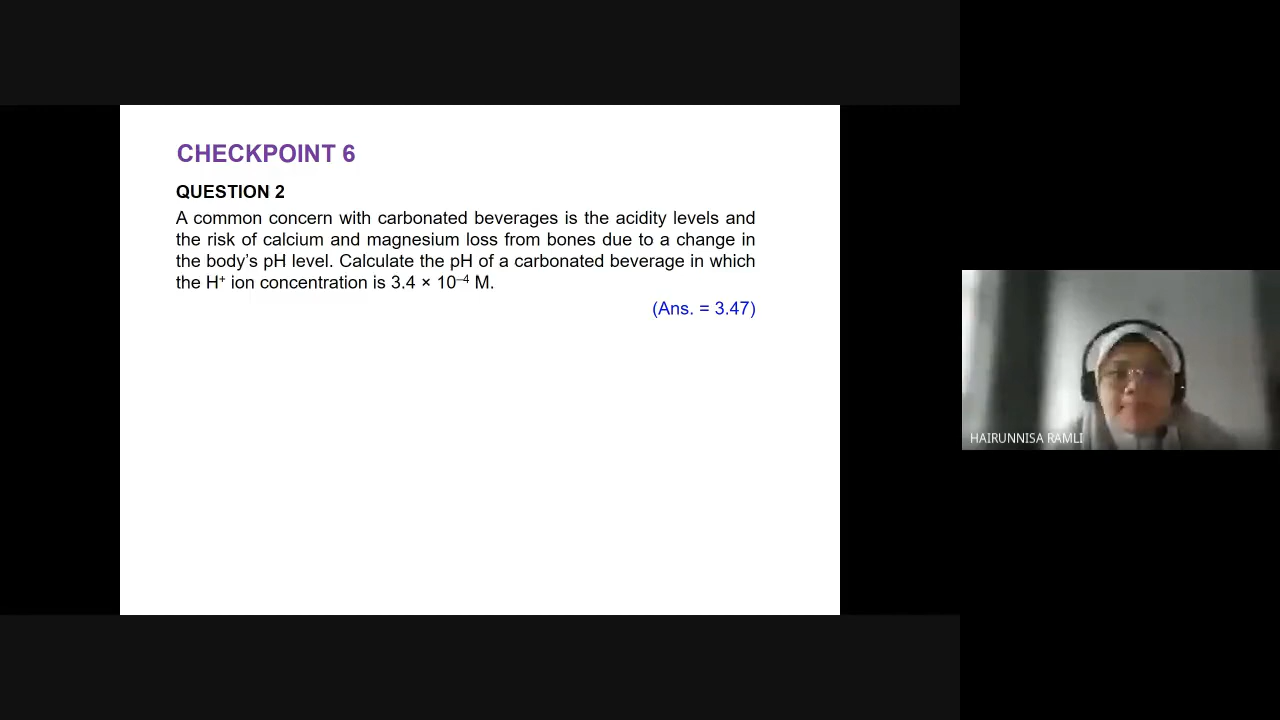 CHECKPOINT 6
QUESTION 2
A common concern with carbonated beverages is the acidity levels and
the risk of calcium and magnesium loss from bones due to a change in
the body's pH level. Calculate the pH of a carbonated beverage in which
the H⁺ ion concentration is 3.4 × 10⁻⁴ M.
(Ans. = 3.47)
HAIRUNNISA RAMLI